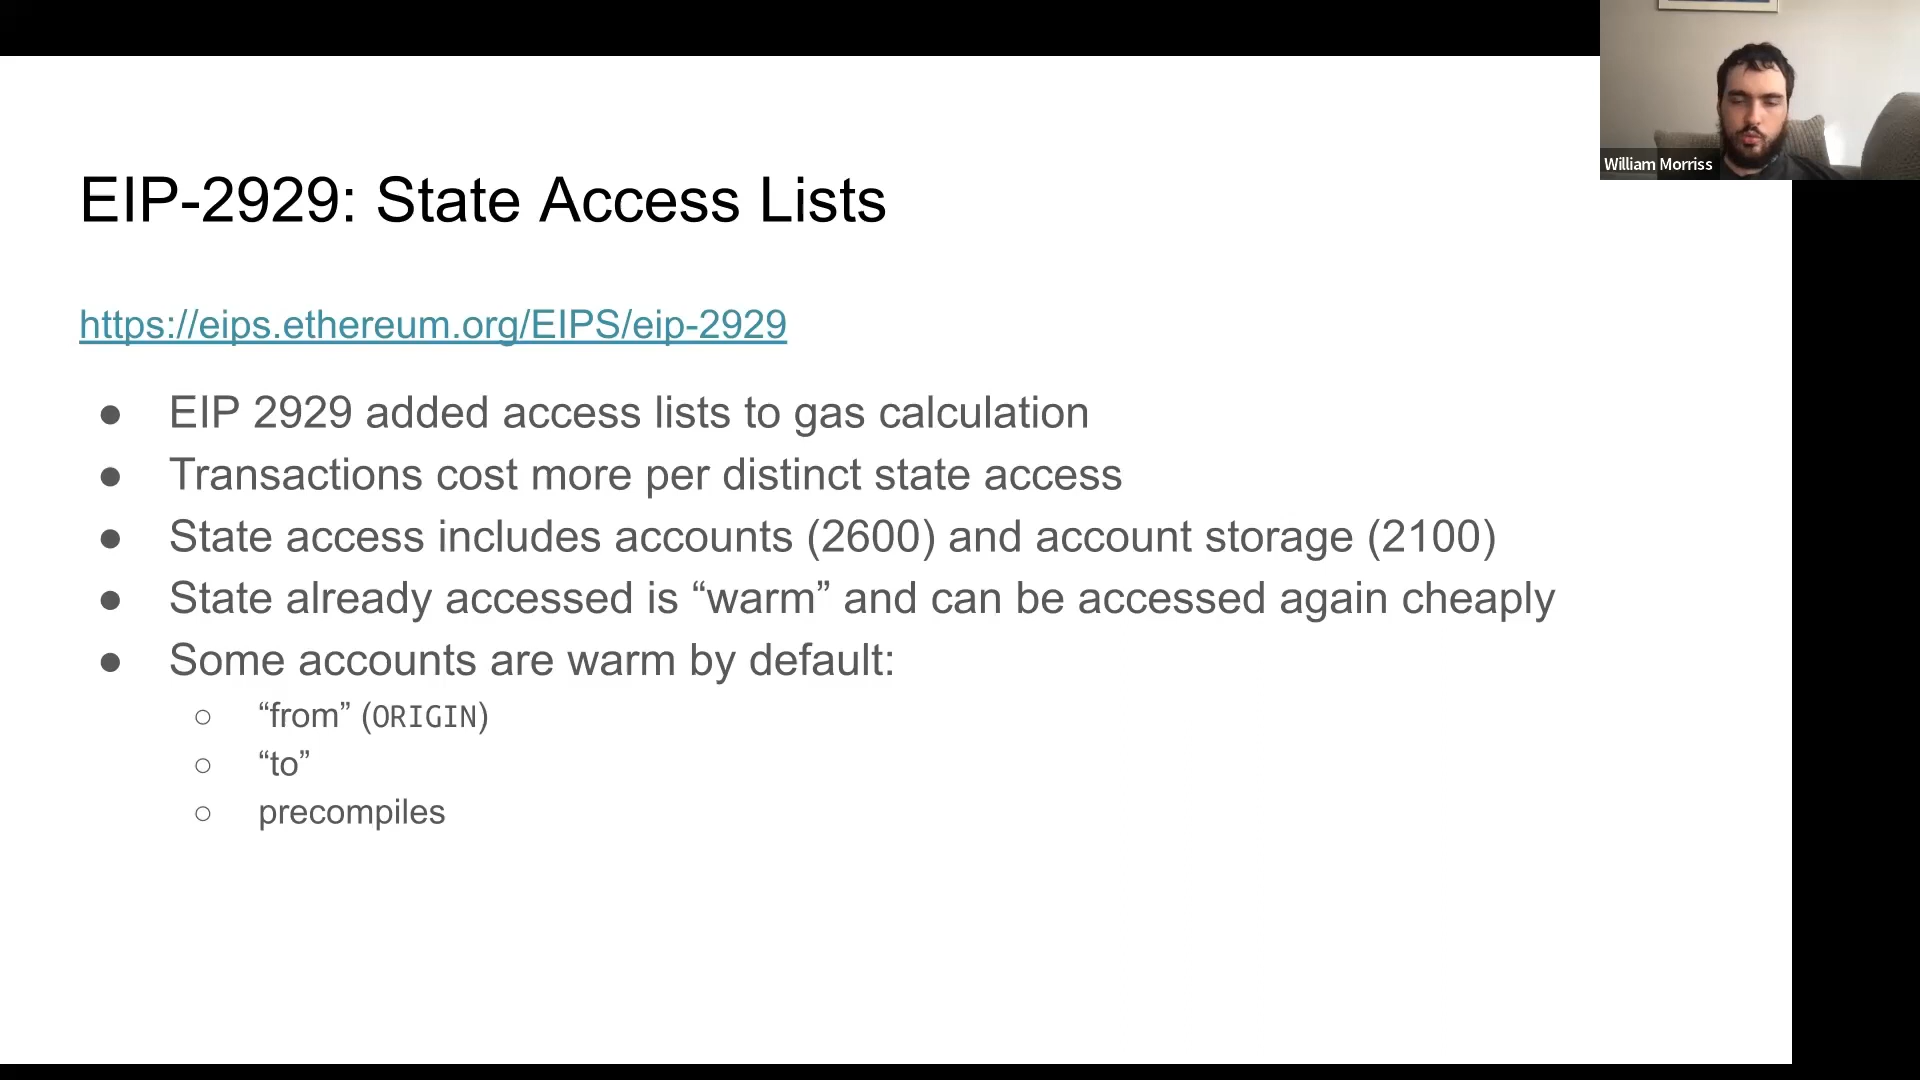 William Morriss
EIP-2929: State Access Lists
https://eips.ethereum.org/EIPS/eip-2929
● EIP 2929 added access lists to gas calculation
● Transactions cost more per distinct state access
● State access includes accounts (2600) and account storage (2100)
● State already accessed is “warm” and can be accessed again cheaply
● Some accounts are warm by default:
○ “from” (ORIGIN)
○ “to”
○ precompiles